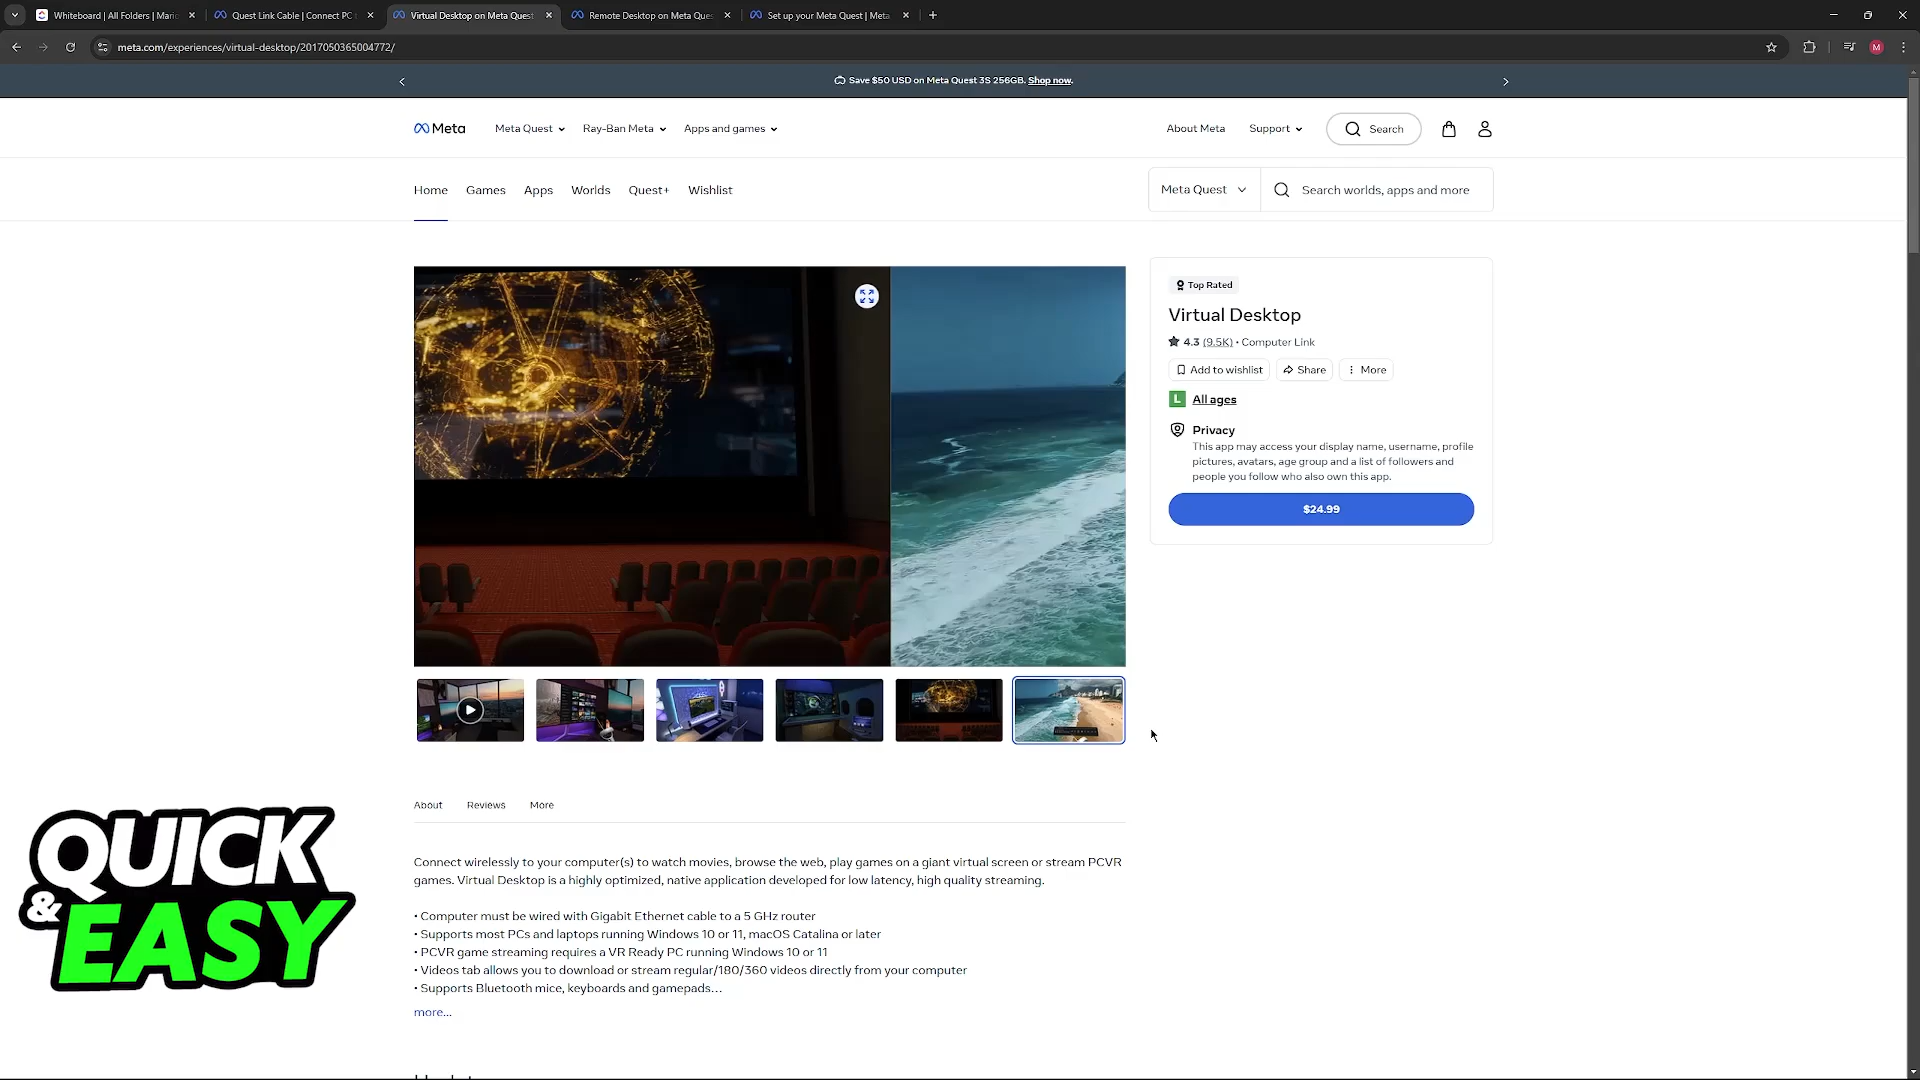 Whiteboard | All Folders | Mari
Quest Link Cable | Connect PC
Virtual Desktop on Meta Quest
Remote Desktop on Meta Que
Set up your Meta Quest | Meta
meta.com/experiences/virtual-desktop/2017050365004772/
M
Save $50 USD on Meta Quest 3S 256GB. Shop now.
Meta
Meta Quest
Ray-Ban Meta
Apps and games
About Meta
Support
Search
Home
Games
Apps
Worlds
Quest+
Wishlist
Meta Quest
Search worlds, apps and more
Top Rated
Virtual Desktop
4.3 (9.5K) • Computer Link
Add to wishlist
Share
More
L All ages
Privacy
This app may access your display name, username, profile
pictures, avatars, age group and a list of followers and
people you follow who also own this app.
$24.99
About
Reviews
More
Connect wirelessly to your computer(s) to watch movies, browse the web, play games on a giant virtual screen or stream PCVR
games. Virtual Desktop is a highly optimized, native application developed for low latency, high quality streaming.
• Computer must be wired with Gigabit Ethernet cable to a 5 GHz router
• Supports most PCs and laptops running Windows 10 or 11, macOS Catalina or later
• PCVR game streaming requires a VR Ready PC running Windows 10 or 11
• Videos tab allows you to download or stream regular/180/360 videos directly from your computer
• Supports Bluetooth mice, keyboards and gamepads...
more...
QUICK
& EASY